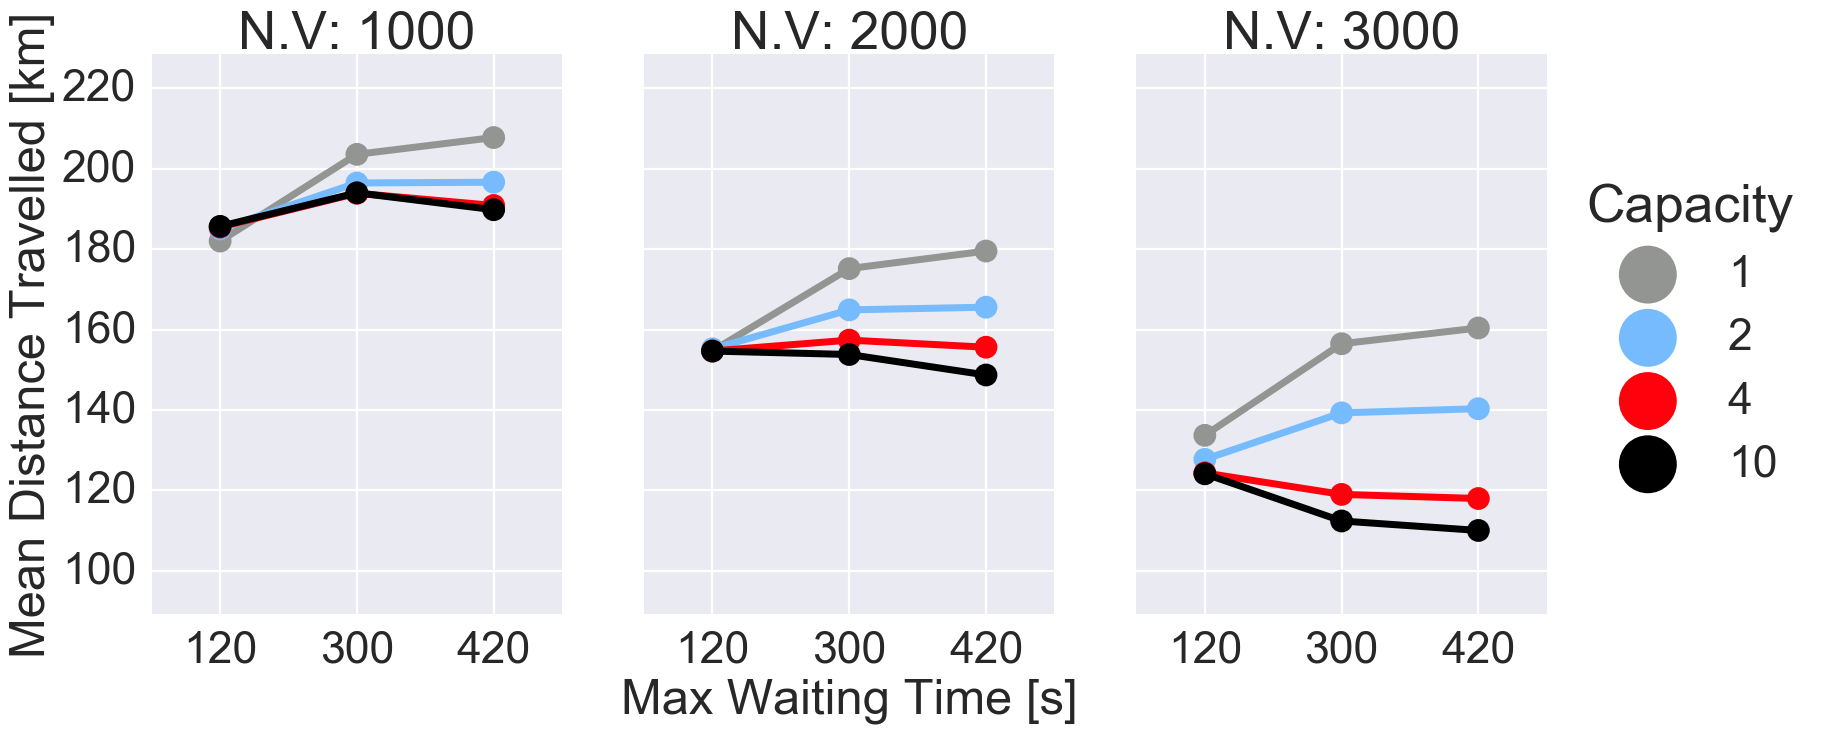 N.V: 1000
N.V: 2000
N.V: 3000
Mean Distance Travelled [km]
220
200
180
160
140
120
100
120 300 420
120 300 420
120 300 420
Max Waiting Time [s]
Capacity
1
2
4
10